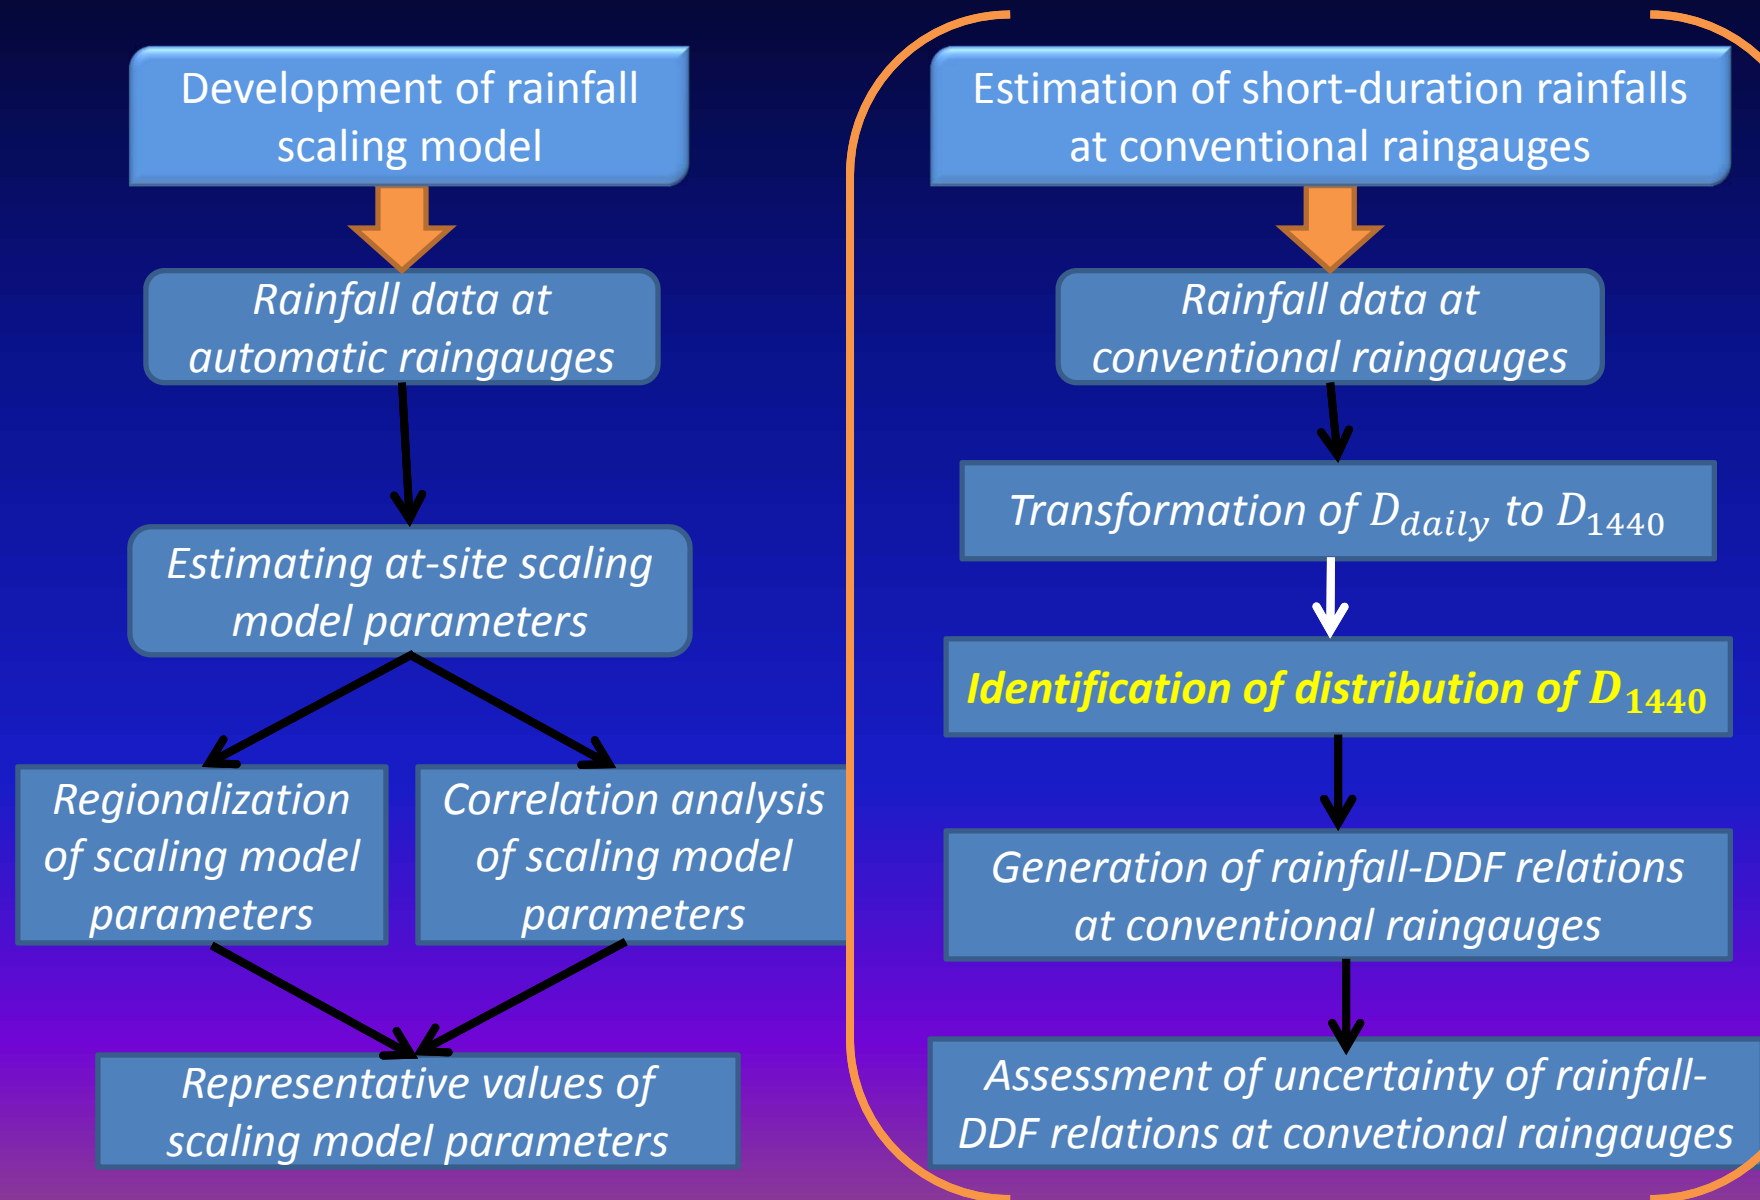 Development of rainfall
scaling model
Rainfall data at
automatic raingauges
Estimating at-site scaling
model parameters
Regionalization
of scaling model
parameters
Correlation analysis
of scaling model
parameters
Representative values of
scaling model parameters
Estimation of short-duration rainfalls
at conventional raingauges
Rainfall data at
conventional raingauges
Transformation of D_daily to D_1440
Identification of distribution of D_1440
Generation of rainfall-DDF relations
at conventional raingauges
Assessment of uncertainty of rainfall-
DDF relations at convetional raingauges